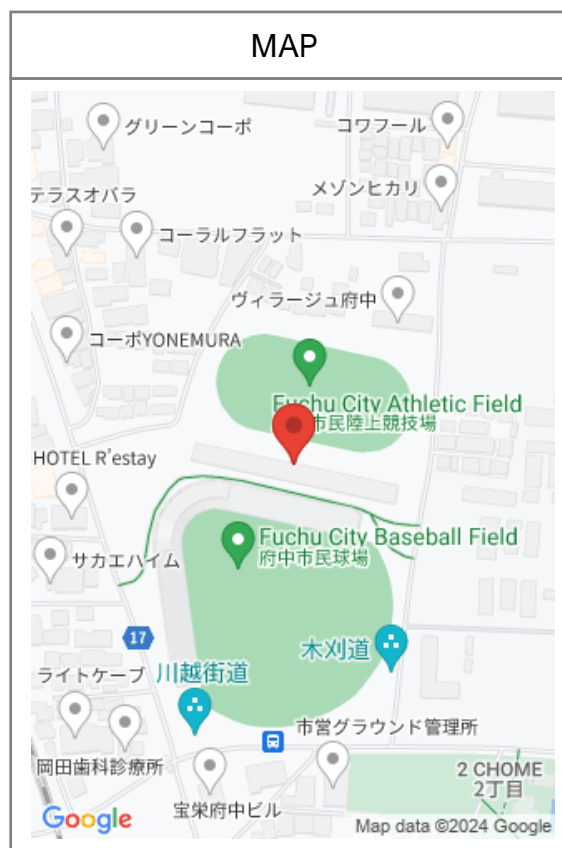 MAP
グリーンコーポ
コワフール
メゾンヒカリ
テラスオバラ
コーラルフラット
ヴィラージュ府中
コーポYONEMURA
Fuchu City Athletic Field
市民陸上競技場
HOTEL R'estay
Fuchu City Baseball Field
府中市民球場
サカエハイム
17
木刈道
川越街道
ライトケーブ
市営グラウンド管理所
岡田歯科診療所
2 CHOME
2丁目
宝栄府中ビル
Google
Map data ©2024 Google